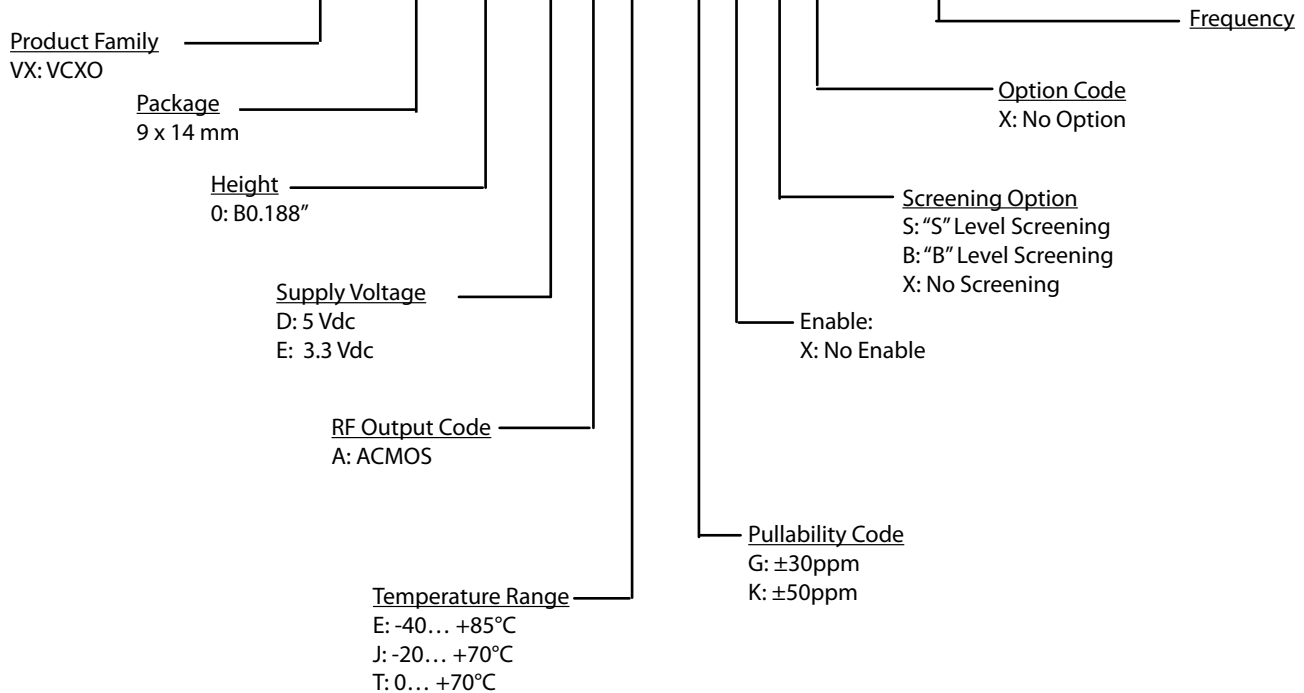 Frequency
Product Family
VX: VCXO
Package
9 x 14 mm
Option Code
X: No Option
Height
0: B0.188”
Screening Option
S: “S” Level Screening
B: “B” Level Screening
X: No Screening
Supply Voltage
D: 5 Vdc
E: 3.3 Vdc
Enable:
X: No Enable
RF Output Code
A: ACMOS
Pullability Code
G: ±30ppm
K: ±50ppm
Temperature Range
E: -40… +85°C
J: -20… +70°C
T: 0… +70°C